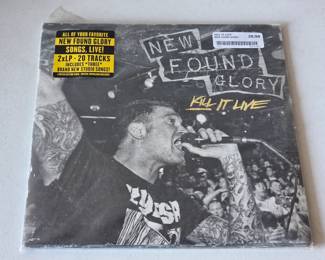 ALL OF YOUR FAVORITE
NEW FOUND GLORY
SONGS, LIVE!
2xLP - 20 TRACKS
INCLUDES *THREE*
BRAND NEW STUDIO SONGS!
NEW
FOUND
GLORY
KILL IT LIVE